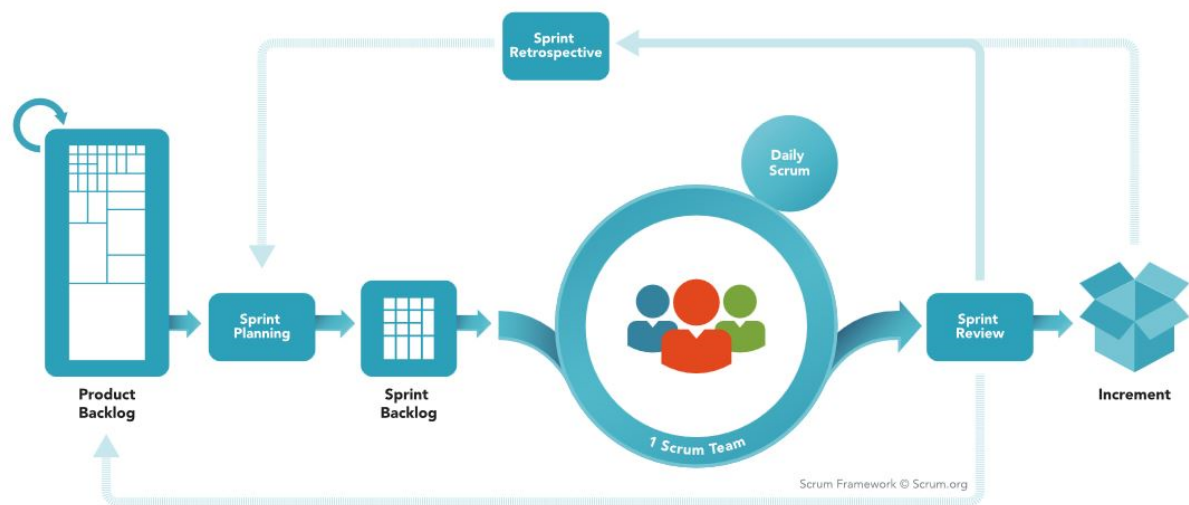 Sprint
Retrospective
Daily
Scrum
Sprint
Planning
Sprint
Review
Product
Backlog
Sprint
Backlog
Increment
1 Scrum Team
Scrum Framework © Scrum.org